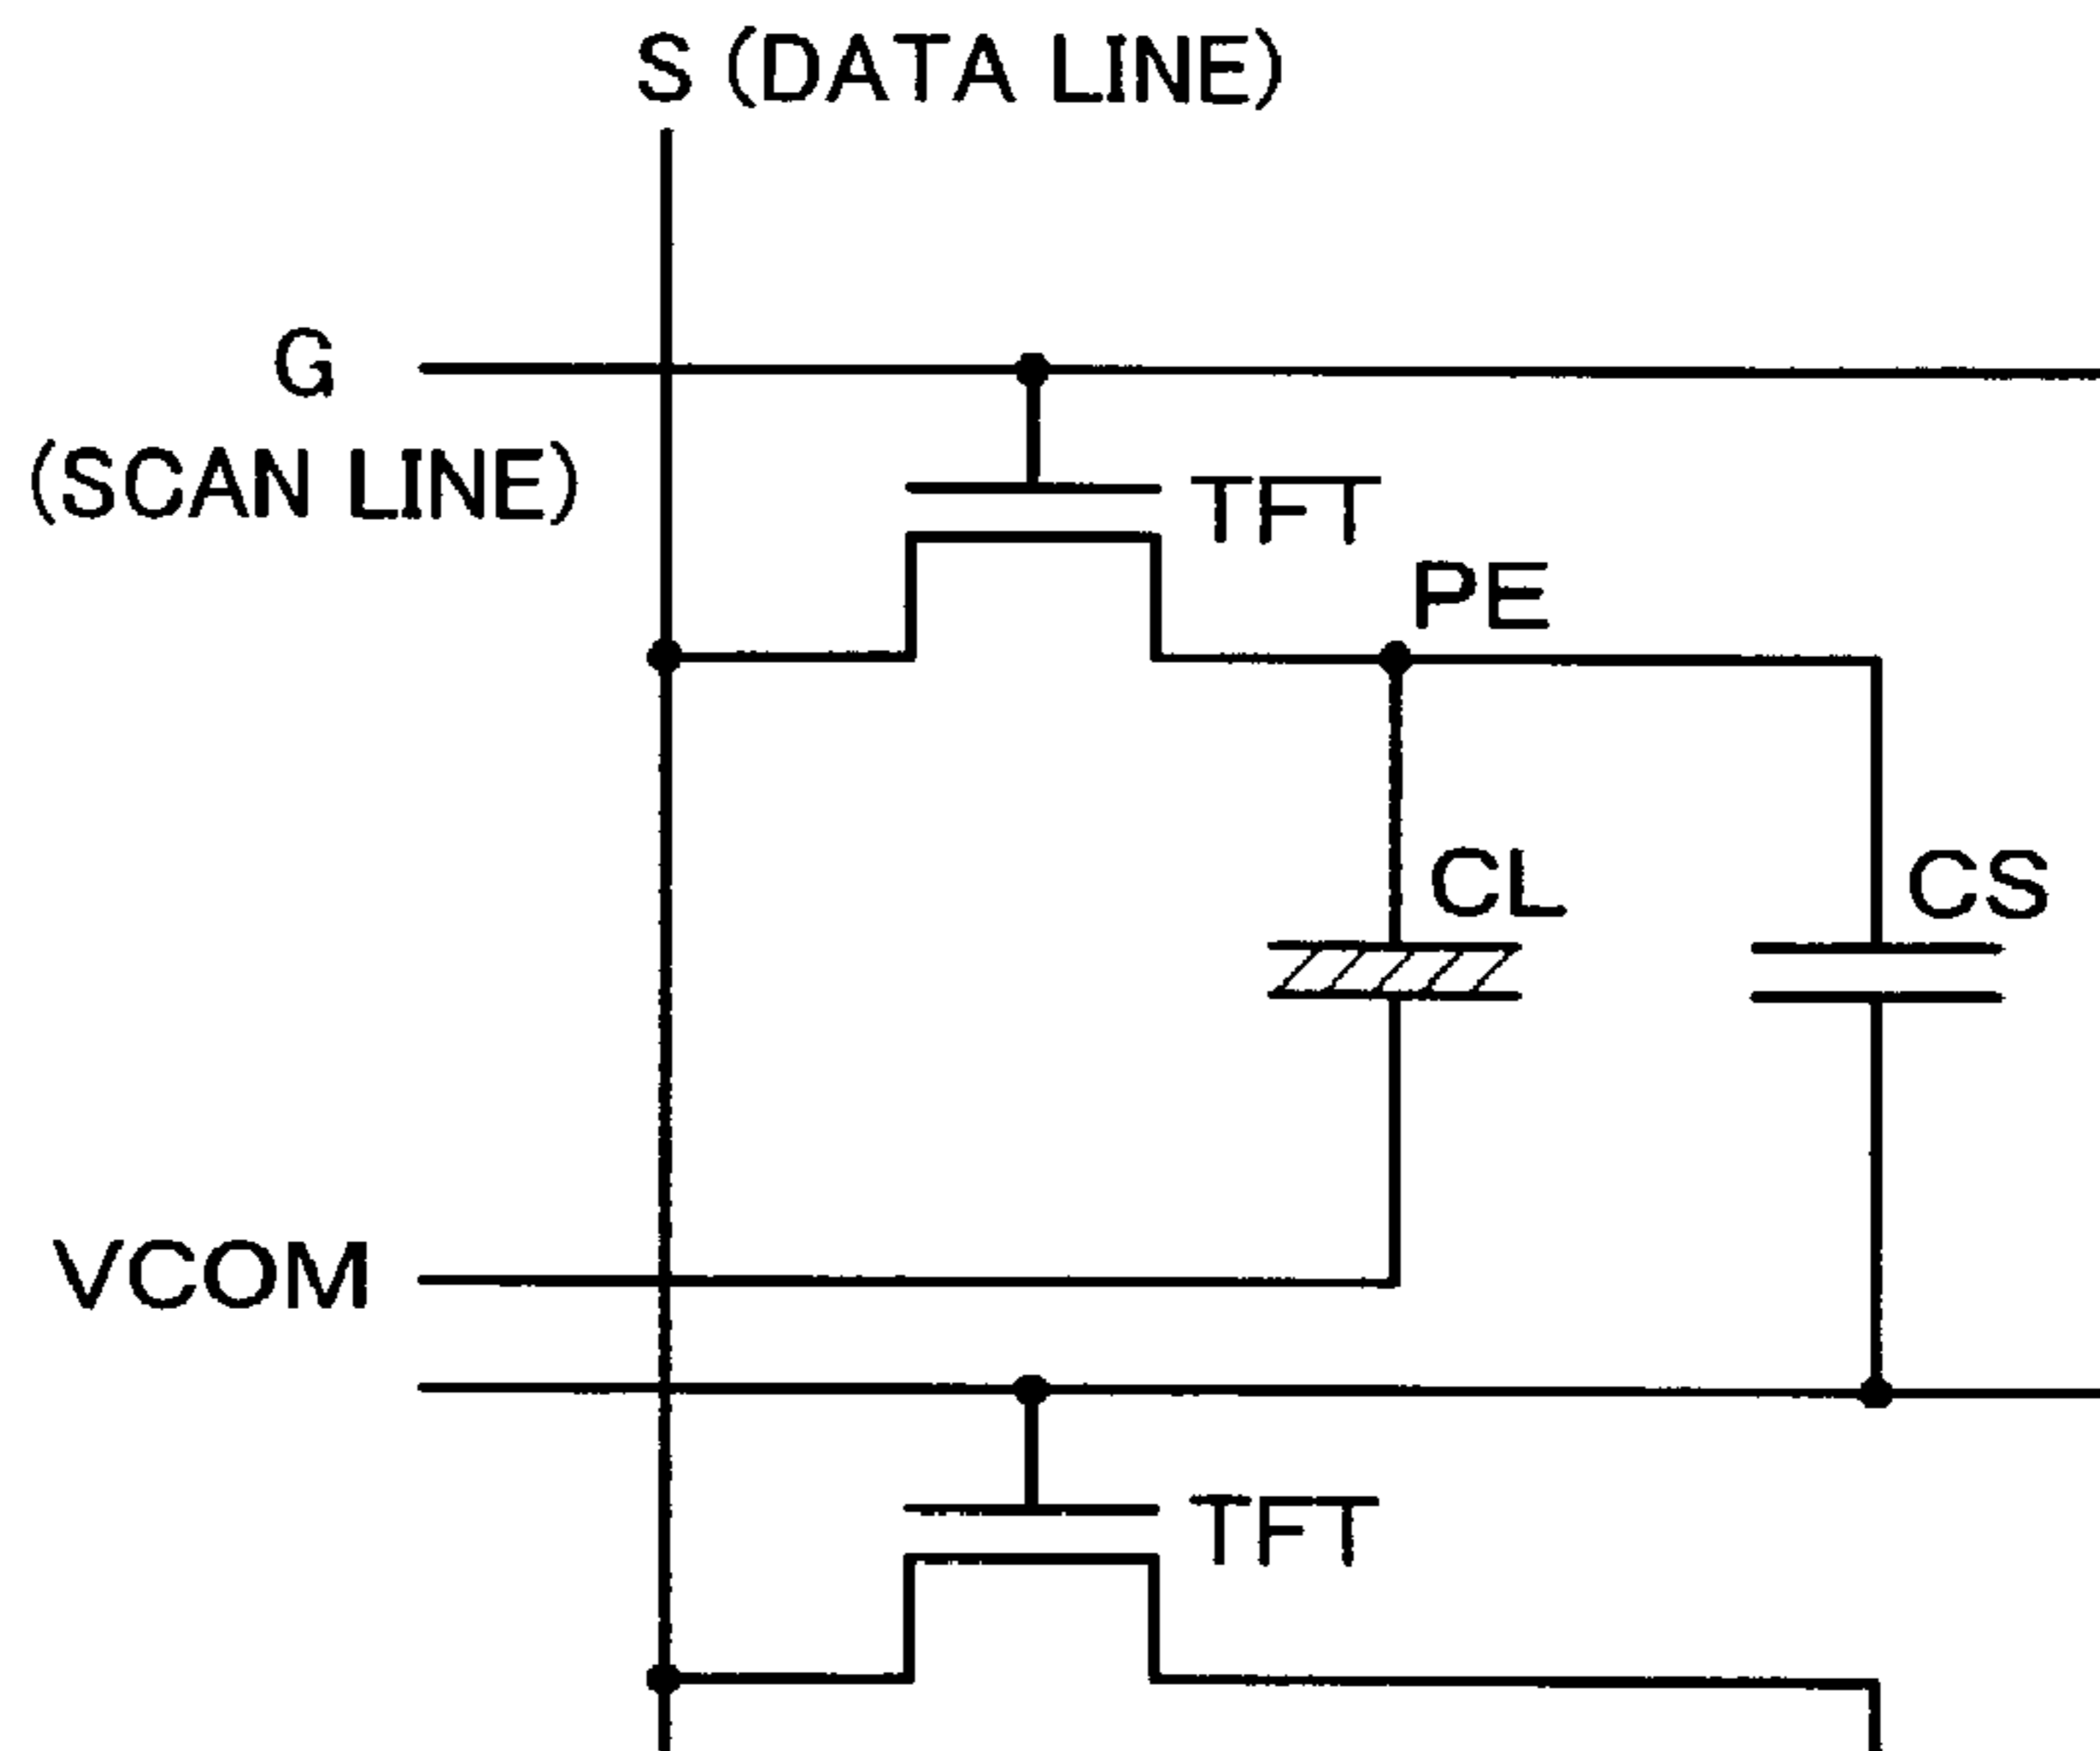 S (DATA LINE)
G
(SCAN LINE)
TFT
PE
CL
CS
VCOM
TFT